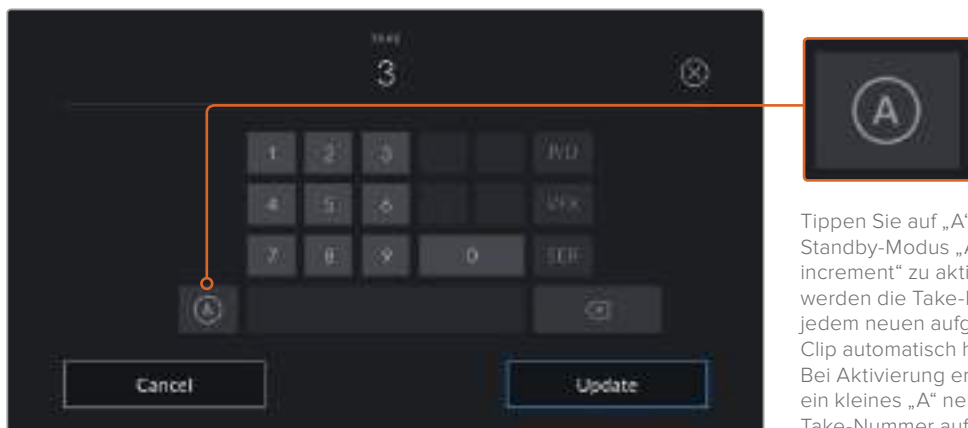 TAKE
3
1 2 3 P/U
4 5 6 VFX
7 8 9 0 SER
A
Cancel Update
A
Tippen Sie auf „A“
Standby-Modus „A
increment“ zu akti
werden die Take-
jedem neuen aufg
Clip automatisch h
Bei Aktivierung er
ein kleines „A“ ne
Take-Nummer auf